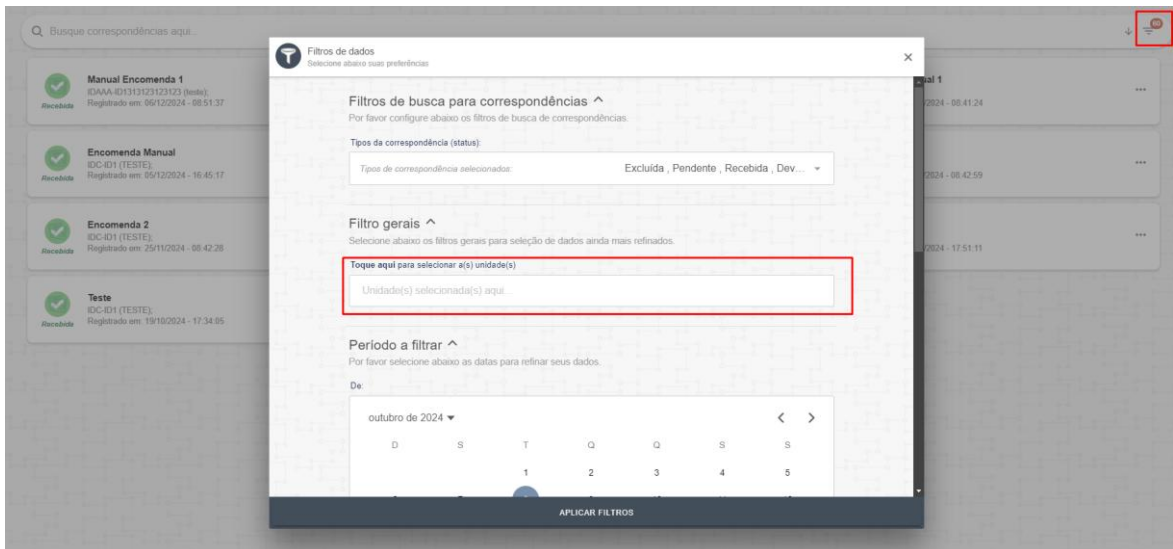 Busque correspondências aqui...
Filtros de dados
Selecione abaixo suas preferências
Manual Encomenda 1
IDAAA-ID1313123123123 (teste);
Registrado em: 06/12/2024 - 08:51:37
Recebida
Encomenda Manual
IDC-ID1 (TESTE);
Registrado em: 05/12/2024 - 16:45:17
Recebida
Encomenda 2
IDC-ID1 (TESTE);
Registrado em: 25/11/2024 - 08:42:28
Recebida
Teste
IDC-ID1 (TESTE);
Registrado em: 19/10/2024 - 17:34:05
Recebida
Filtros de busca para correspondências
Por favor configure abaixo os filtros de busca de correspondências.
Tipos da correspondência (status):
Tipos de correspondência selecionados: Excluída , Pendente , Recebida , Dev...
Filtro gerais
Selecione abaixo os filtros gerais para seleção de dados ainda mais refinados.
Toque aqui para selecionar a(s) unidade(s)
Unidade(s) selecionada(s) aqui...
Período a filtrar
Por favor selecione abaixo as datas para refinar seus dados.
De:
outubro de 2024
D S T Q Q S S
1 2 3 4 5
APLICAR FILTROS
ual 1
/2024 - 08:41:24
/2024 - 08:42:59
/2024 - 17:51:11